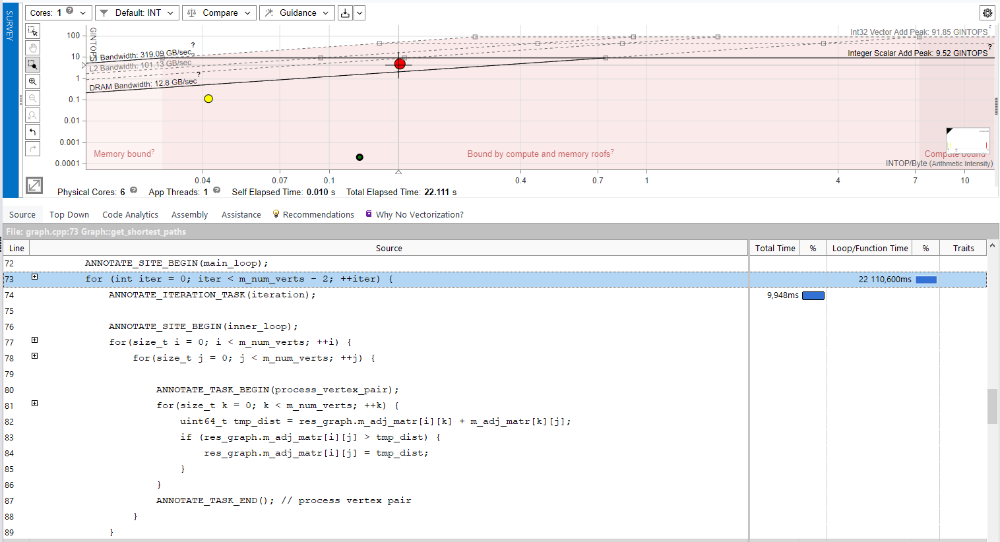 SURVEY
Cores: 1 Default: INT Compare Guidance
GINTOPS
100
10
1
0.1
0.01
0.001
0.0001
Int32 Vector Add Peak: 91.85 GINTOPS ?
Integer Scalar Add Peak: 9.52 GINTOPS ?
L1 Bandwidth: 319.09 GB/sec ?
L2 Bandwidth: 101.13 GB/sec
DRAM Bandwidth: 12.8 GB/sec ?
Memory bound? Bound by compute and memory roofs? Compute bound
INTOP/Byte (Arithmetic Intensity)
0.04 0.07 0.1 0.4 0.7 1 4 7 10
Physical Cores: 6 App Threads: 1 Self Elapsed Time: 0.010 s Total Elapsed Time: 22.111 s
Source Top Down Code Analytics Assembly Assistance Recommendations Why No Vectorization?
File: graph.cpp:73 Graph::get_shortest_paths
Line Source Total Time % Loop/Function Time % Traits
72 ANNOTATE_SITE_BEGIN(main_loop);
73 for (int iter = 0; iter < m_num_verts - 2; ++iter) { 22 110,600ms
74 ANNOTATE_ITERATION_TASK(iteration); 9,948ms
75
76 ANNOTATE_SITE_BEGIN(inner_loop);
77 for(size_t i = 0; i < m_num_verts; ++i) {
78 for(size_t j = 0; j < m_num_verts; ++j) {
79
80 ANNOTATE_TASK_BEGIN(process_vertex_pair);
81 for(size_t k = 0; k < m_num_verts; ++k) {
82 uint64_t tmp_dist = res_graph.m_adj_matr[i][k] + m_adj_matr[k][j];
83 if (res_graph.m_adj_matr[i][j] > tmp_dist) {
84 res_graph.m_adj_matr[i][j] = tmp_dist;
85 }
86 }
87 ANNOTATE_TASK_END(); // process vertex pair
88 }
89 }